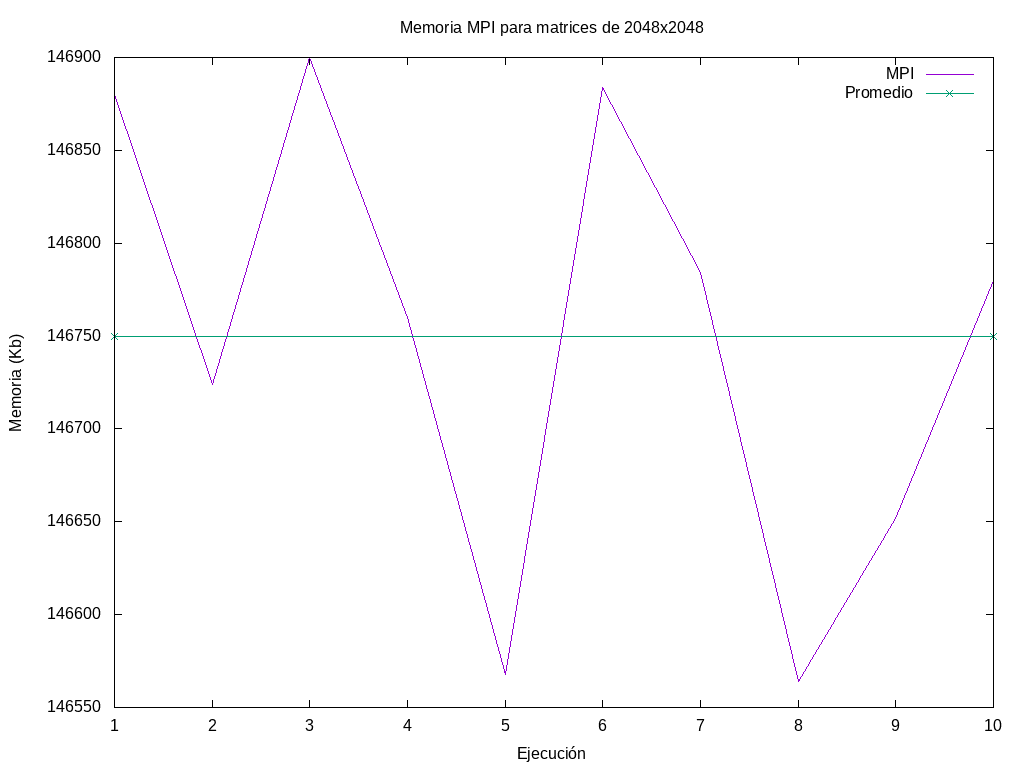 Memoria MPI para matrices de 2048x2048
MPI
Promedio
146900
146850
146800
146750
146700
146650
146600
146550
Memoria (Kb)
1 2 3 4 5 6 7 8 9 10
Ejecución